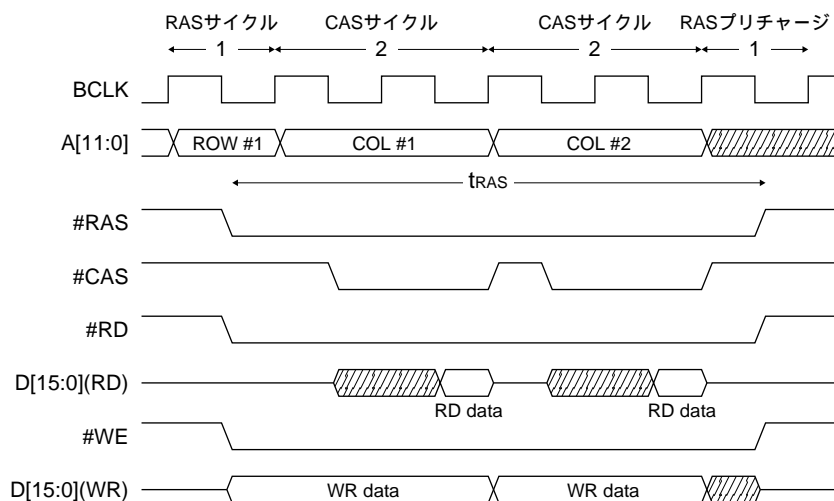 RASサイクル CASサイクル CASサイクル RASプリチャージ
1 2 2 1
BCLK
A[11:0] ROW #1 COL #1 COL #2
tRAS
#RAS
#CAS
#RD
D[15:0](RD)
RD data RD data
#WE
D[15:0](WR) WR data WR data